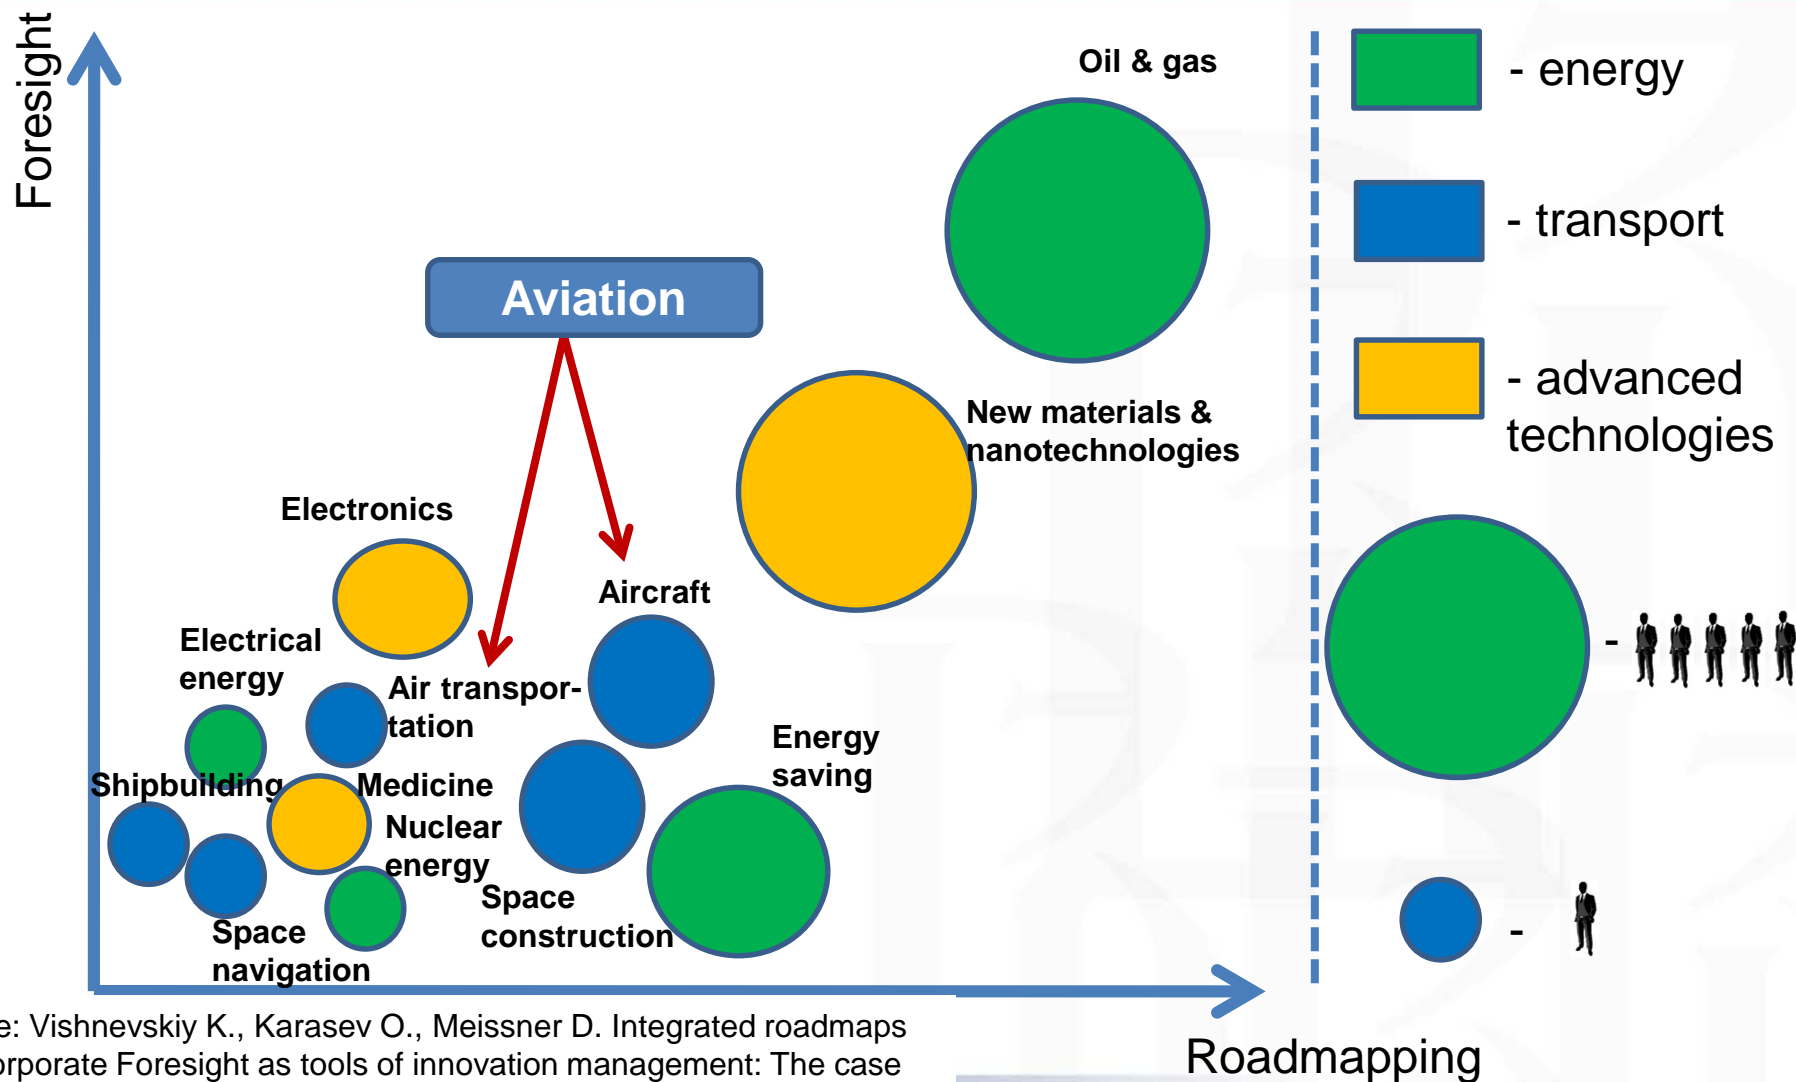 Foresight
Oil & gas
- energy
- transport
Aviation
- advanced
technologies
New materials &
nanotechnologies
Electronics
Aircraft
Electrical
energy
Air transpor-
tation
Energy
saving
Shipbuilding
Medicine
Nuclear
energy
Space
construction
Space
navigation
-
-
e: Vishnevskiy K., Karasev O., Meissner D. Integrated roadmaps
orporate Foresight as tools of innovation management: The case
Roadmapping